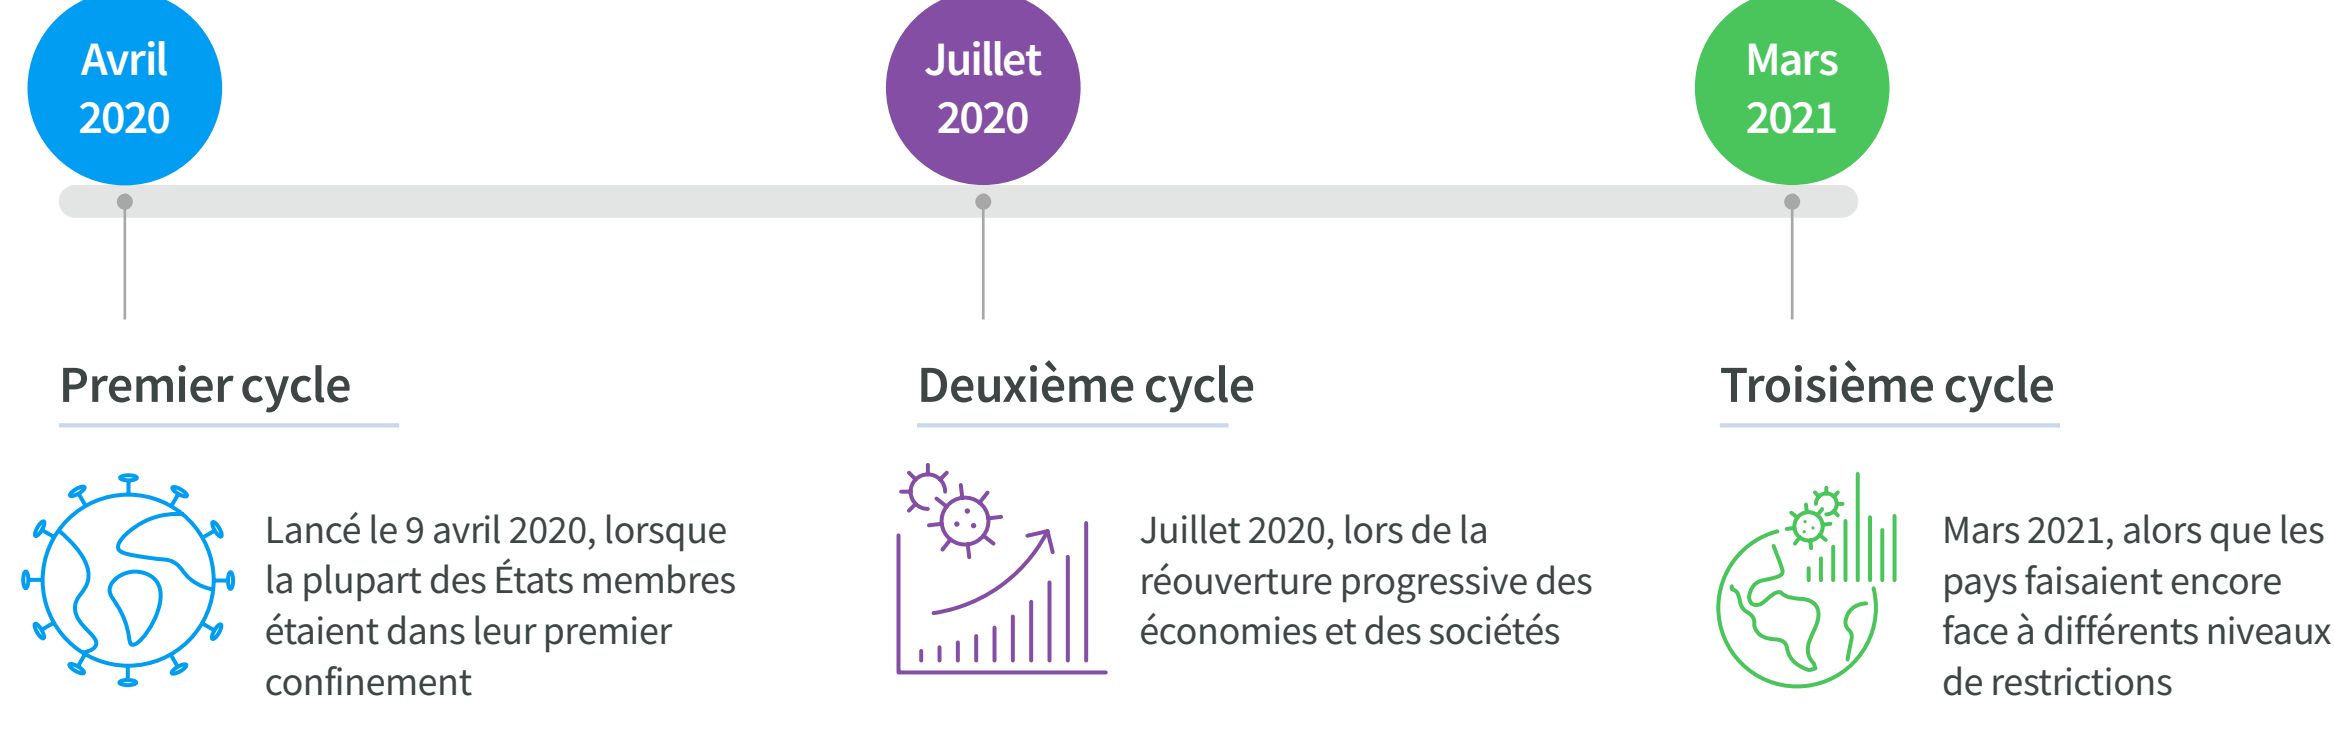 Avril
2020
Juillet
2020
Mars
2021
Premier cycle
Lancé le 9 avril 2020, lorsque
la plupart des États membres
étaient dans leur premier
confinement
Deuxième cycle
Juillet 2020, lors de la
réouverture progressive des
économies et des sociétés
Troisième cycle
Mars 2021, alors que les
pays faisaient encore
face à différents niveaux
de restrictions